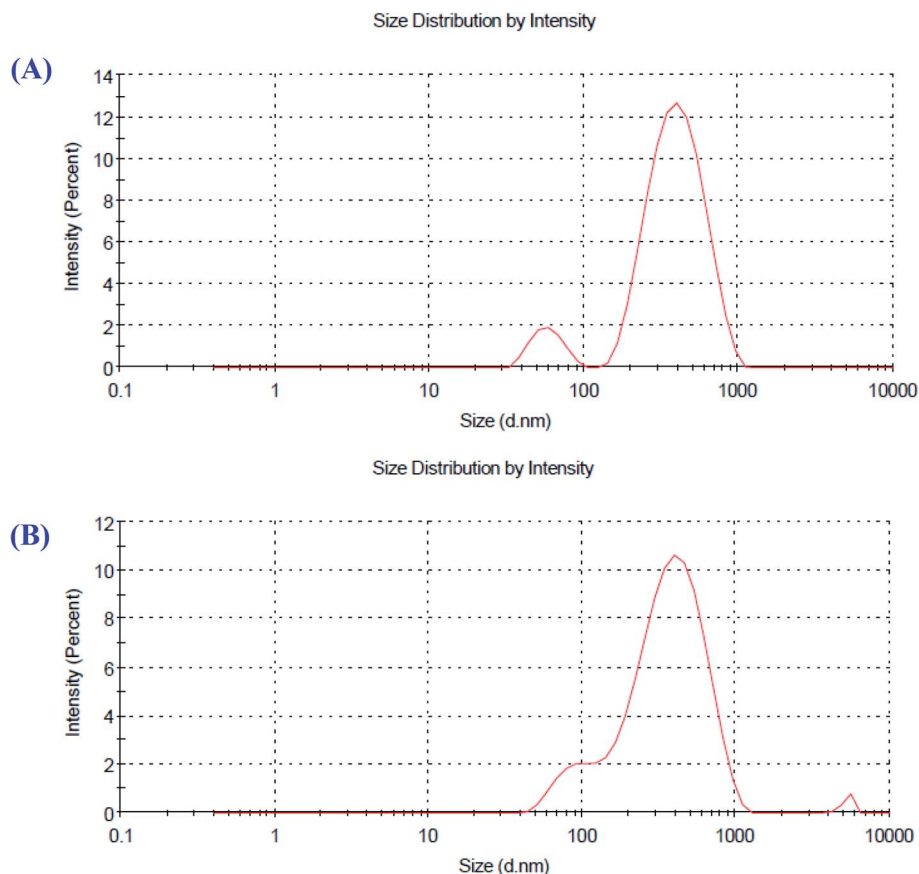 Size Distribution by Intensity
(A)
Intensity (Percent)
14
12
10
8
6
4
2
0
0.1 1 10 100 1000 10000
Size (d.nm)
Size Distribution by Intensity
(B)
Intensity (Percent)
12
10
8
6
4
2
0
0.1 1 10 100 1000 10000
Size (d.nm)